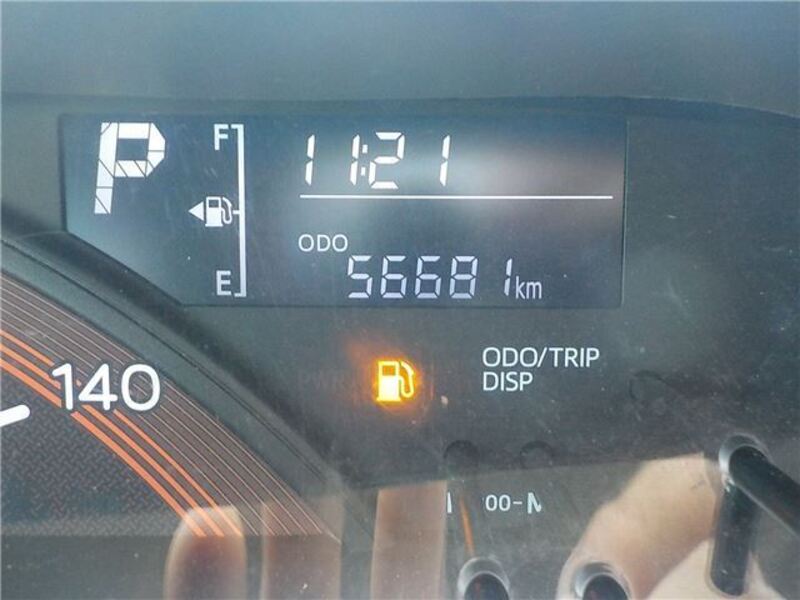 P
F
11:21
ODO
56681km
E
ODO/TRIP
DISP
140